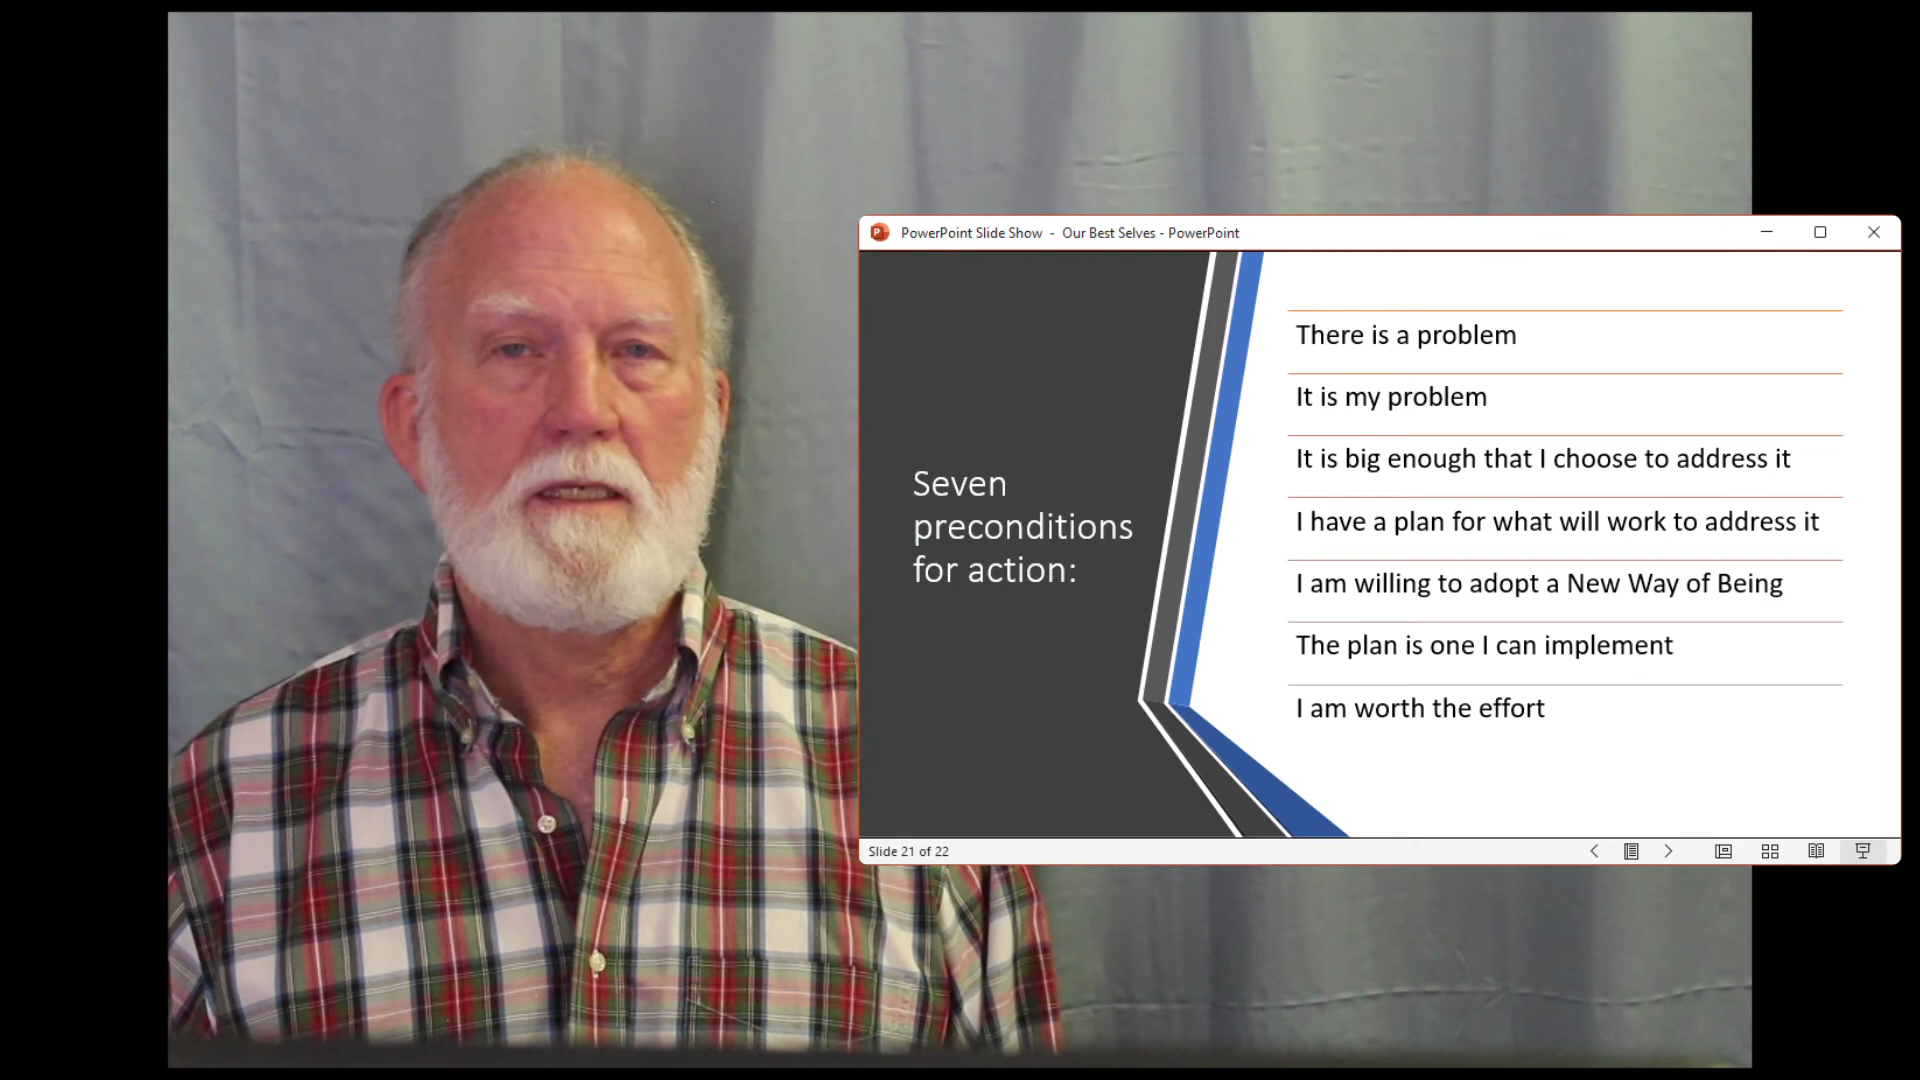 PowerPoint Slide Show - Our Best Selves - PowerPoint
Seven
preconditions
for action:
There is a problem
It is my problem
It is big enough that I choose to address it
I have a plan for what will work to address it
I am willing to adopt a New Way of Being
The plan is one I can implement
I am worth the effort
Slide 21 of 22